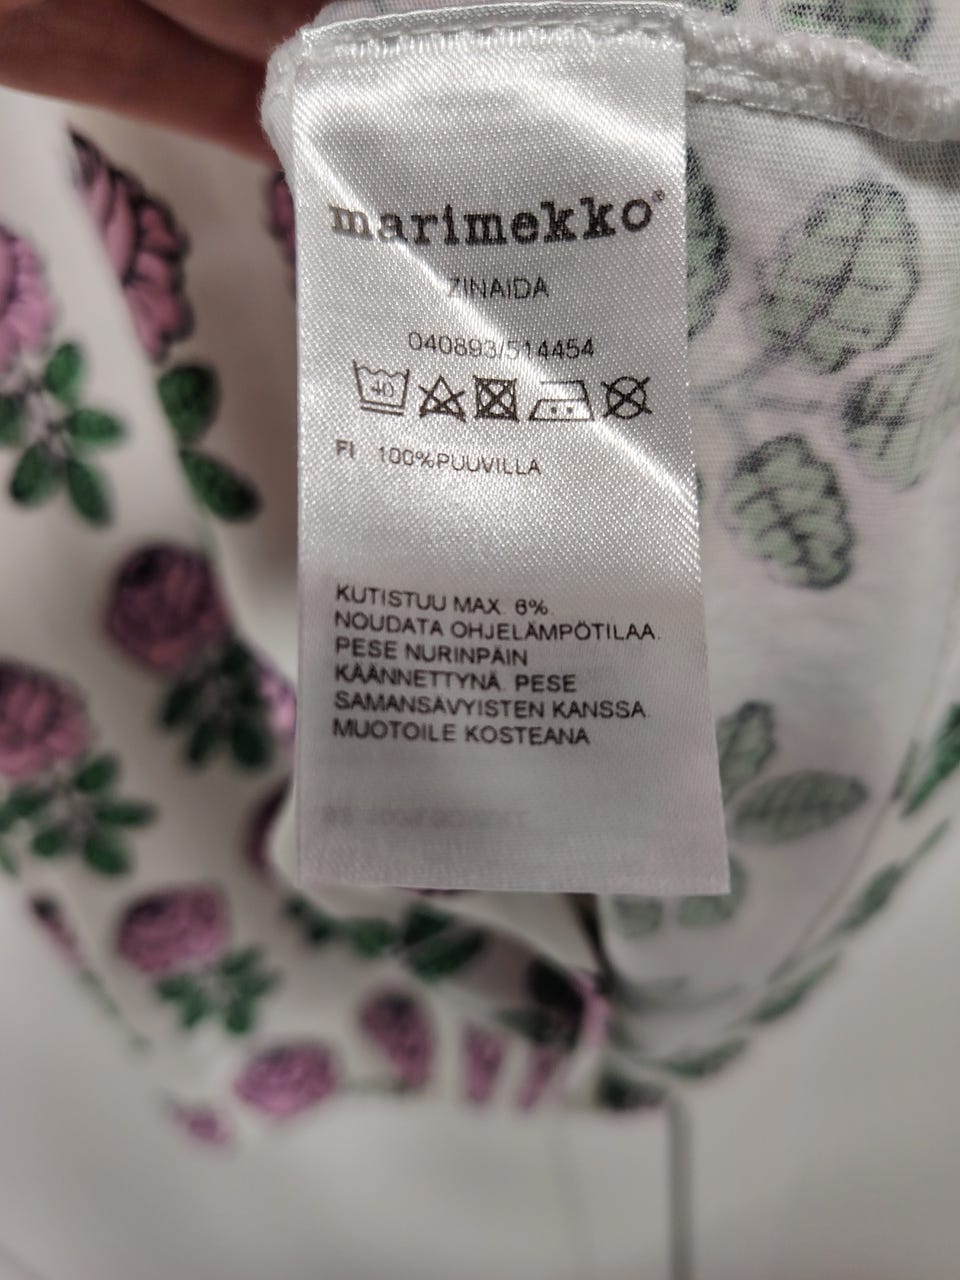 marimekko®
ZINAIDA
040893/514454
40
FI 100%PUUVILLA
KUTISTUU MAX 6%.
NOUDATA OHJELÄMPÖTILAA.
PESE NURINPÄIN
KÄÄNNETTYNÄ. PESE
SAMANSÄVYISTEN KANSSA.
MUOTOILE KOSTEANA